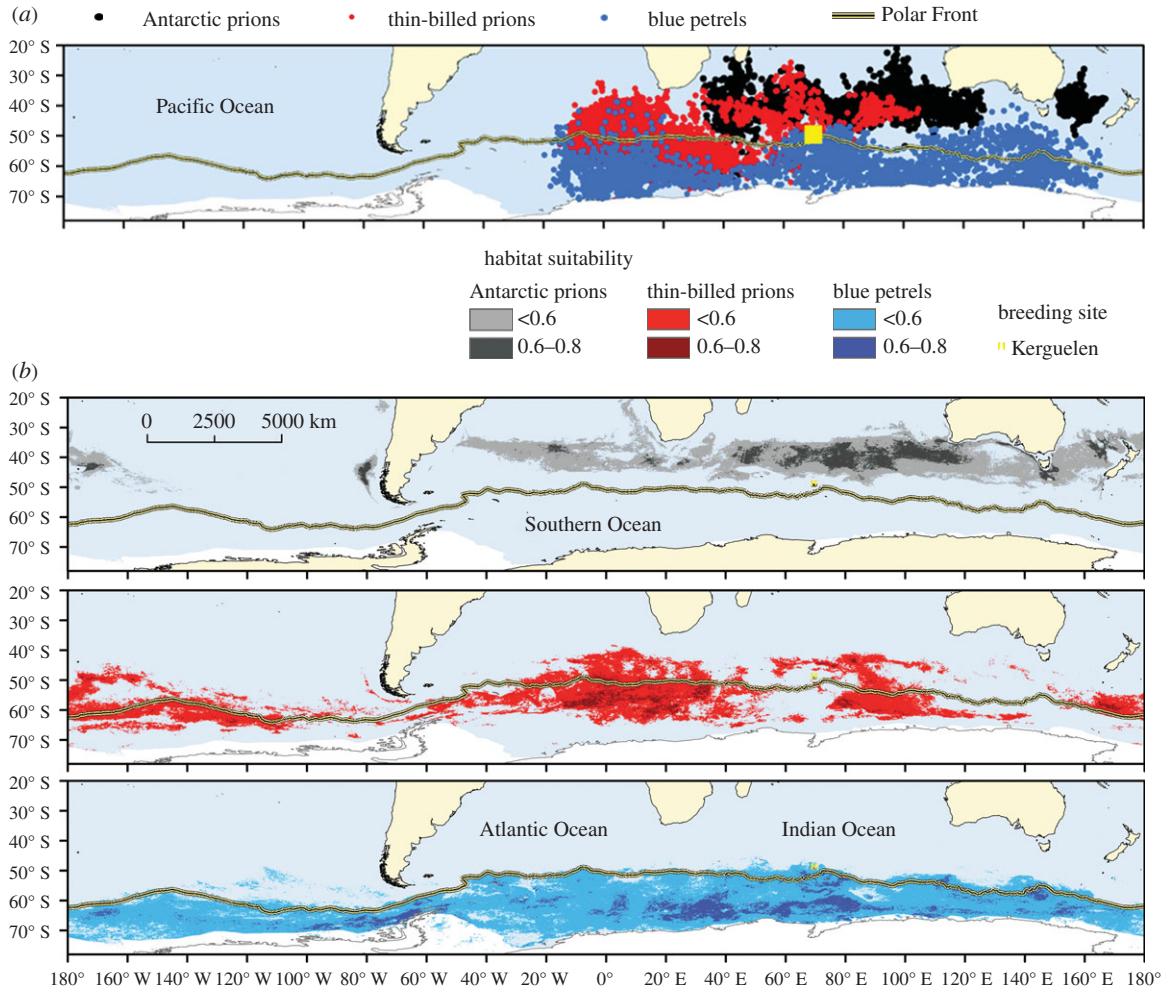 (a)
Antarctic prions thin-billed prions blue petrels Polar Front
20° S
30° S
40° S
50° S
60° S
70° S
Pacific Ocean
habitat suitability
Antarctic prions thin-billed prions blue petrels
<0.6 <0.6 <0.6 breeding site
0.6–0.8 0.6–0.8 0.6–0.8 Kerguelen
(b)
20° S
30° S
40° S
50° S
60° S
70° S
0 2500 5000 km
Southern Ocean
20° S
30° S
40° S
50° S
60° S
70° S
20° S
30° S
40° S
50° S
60° S
70° S
Atlantic Ocean Indian Ocean
180° 160° W 140° W 120° W 100° W 80° W 60° W 40° W 20° W 0° E 20° E 40° E 60° E 80° E 100° E 120° E 140° E 160° E 180°